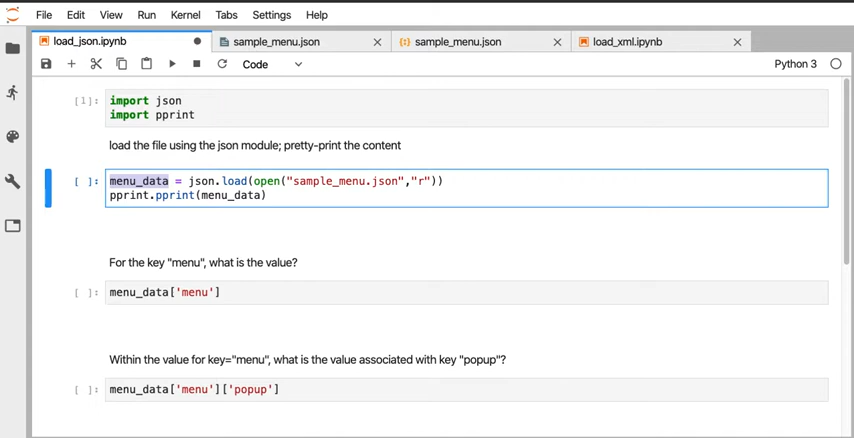 File Edit View Run Kernel Tabs Settings Help
load_json.ipynb sample_menu.json sample_menu.json load_xml.ipynb
Code Python 3
[1]: import json
import pprint
load the file using the json module; pretty-print the content
[ ]: menu_data = json.load(open("sample_menu.json","r"))
pprint.pprint(menu_data)
For the key "menu", what is the value?
[ ]: menu_data['menu']
Within the value for key="menu", what is the value associated with key "popup"?
[ ]: menu_data['menu']['popup']